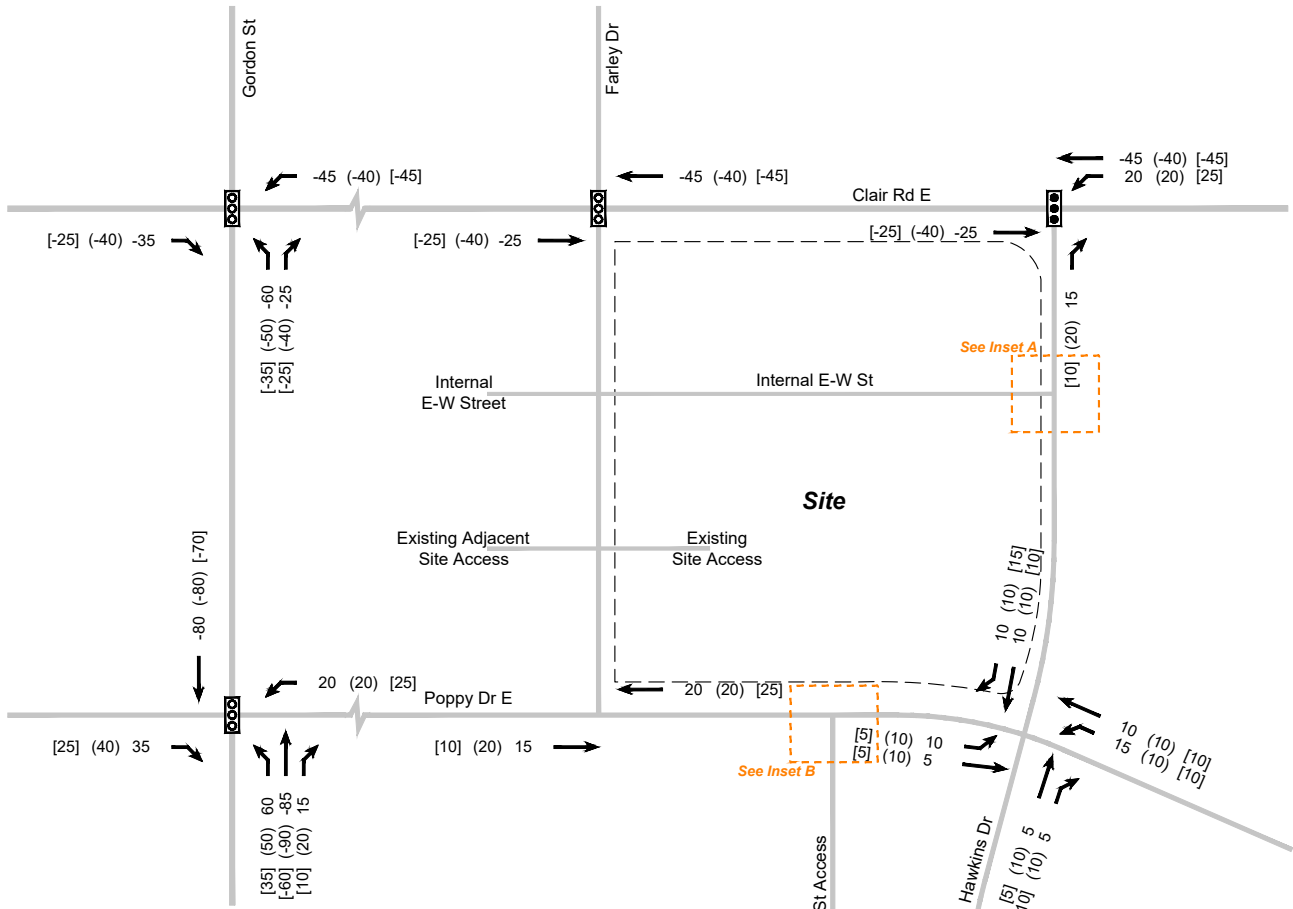 Gordon St
Farley Dr
-45 (-40) [-45]
-45 (-40) [-45]
-45 (-40) [-45]
20 (20) [25]
Clair Rd E
[-25] (-40) -35
[-25] (-40) -25
[-25] (-40) -25
[-35] (-50) -60
[-25] (-40) -25
[10] (20) 15
See Inset A
Internal
E-W Street
Internal E-W St
Site
Existing Adjacent
Site Access
Existing
Site Access
-80 (-80) [-70]
10 (10) [15]
10 (10) [10]
20 (20) [25]
Poppy Dr E
20 (20) [25]
[25] (40) 35
[10] (20) 15
[5] (10) 10
[5] (10) 5
See Inset B
10 (10) [10]
15 (10) [10]
[35] (50) 60
[-60] (-90) -85
[10] (20) 15
St Access
Hawkins Dr
[5] (10) 5
(10) 5